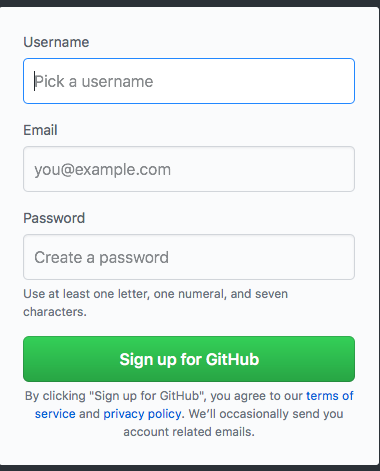 Username
Pick a username
Email
you@example.com
Password
Create a password
Use at least one letter, one numeral, and seven
characters.
Sign up for GitHub
By clicking "Sign up for GitHub", you agree to our terms of
service and privacy policy. We’ll occasionally send you
account related emails.